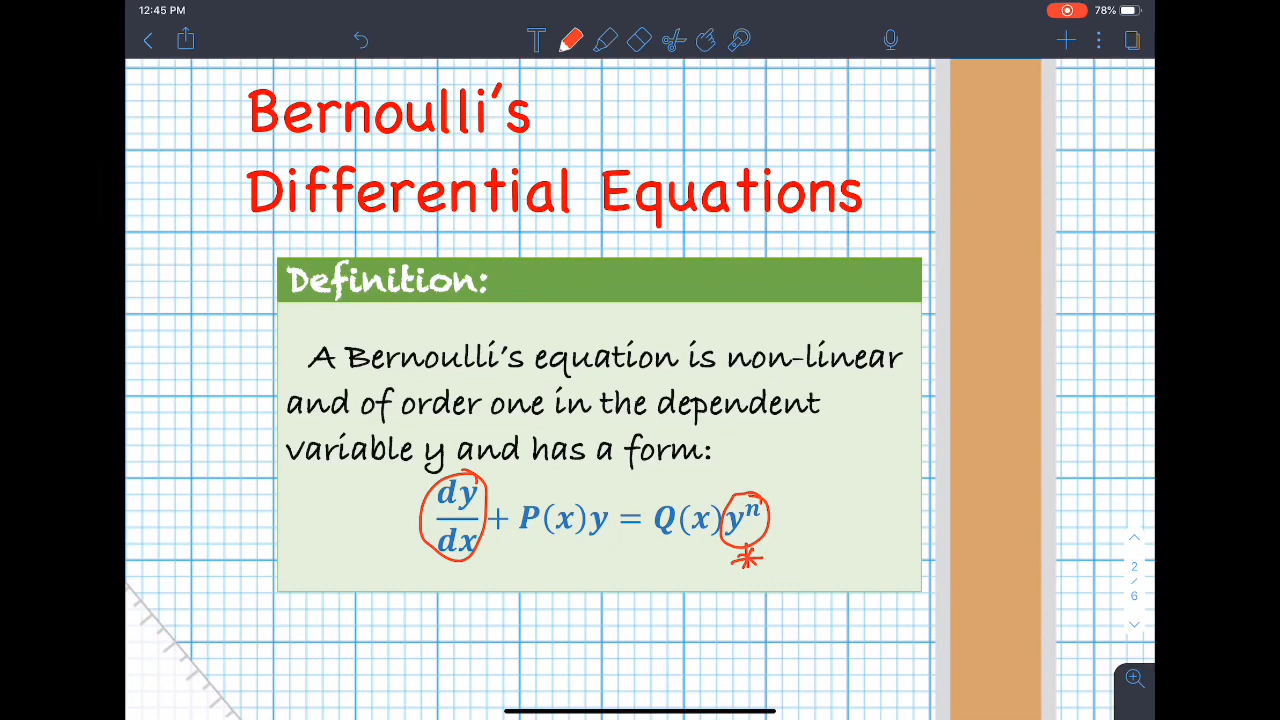 12:45 PM
78%
T
Bernoulli's
Differential Equations
Definition:
A Bernoulli's equation is non-linear
and of order one in the dependent
variable y and has a form:
dy/dx + P(x)y = Q(x)yⁿ
*
2
/
6